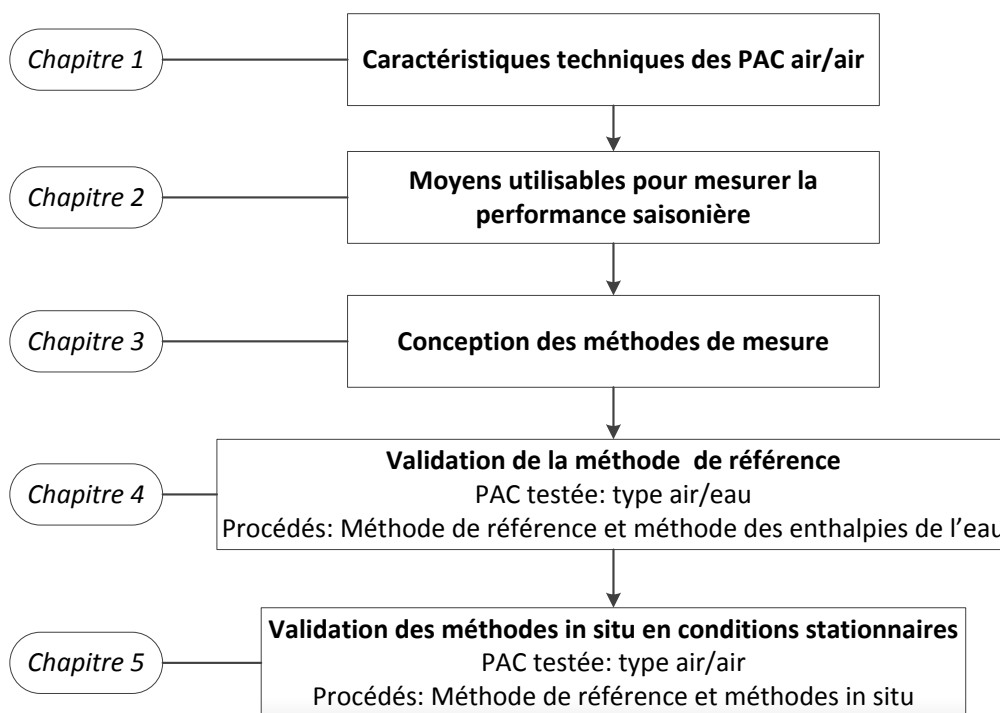 Chapitre 1
Caractéristiques techniques des PAC air/air
Chapitre 2
Moyens utilisables pour mesurer la
performance saisonière
Chapitre 3
Conception des méthodes de mesure
Chapitre 4
Validation de la méthode de référence
PAC testée: type air/eau
Procédés: Méthode de référence et méthode des enthalpies de l'eau
Chapitre 5
Validation des méthodes in situ en conditions stationnaires
PAC testée: type air/air
Procédés: Méthode de référence et méthodes in situ